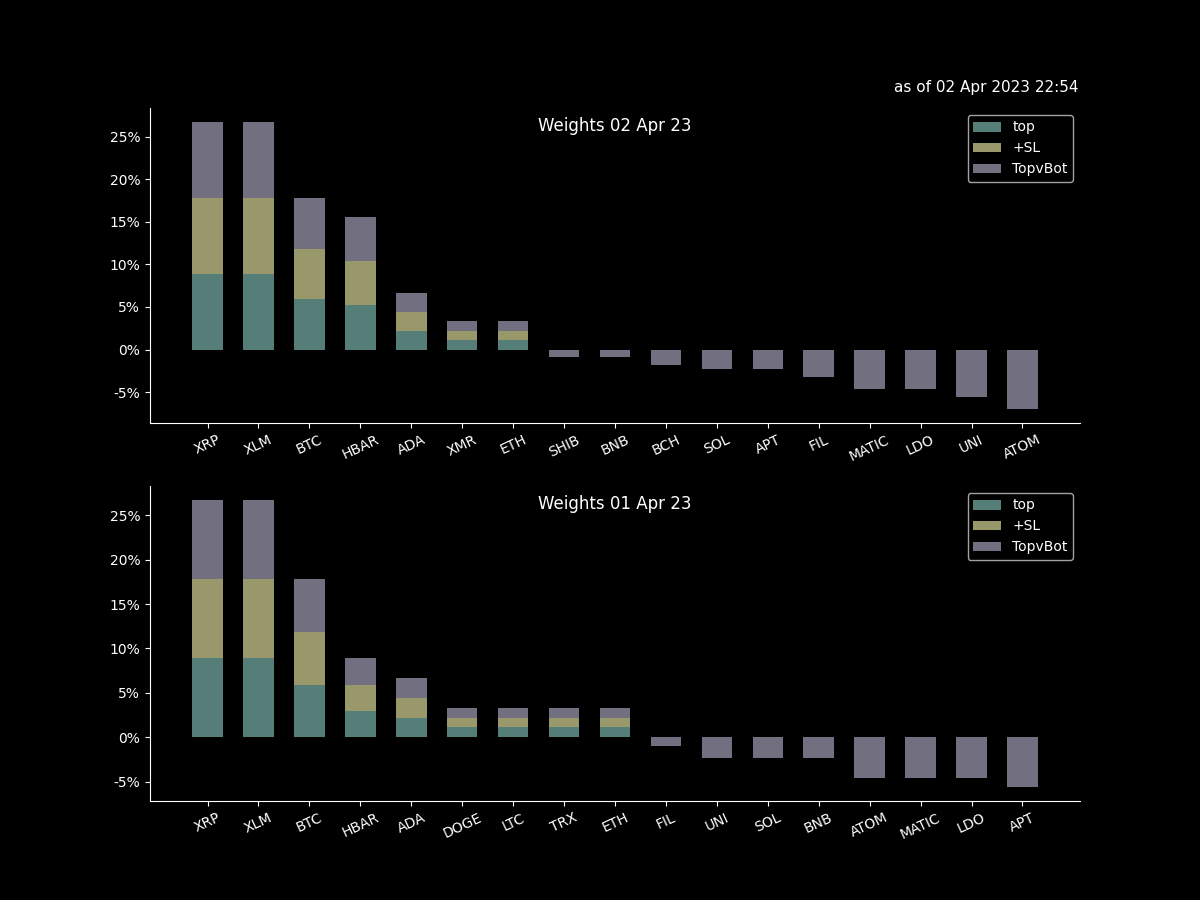 as of 02 Apr 2023 22:54
Weights 02 Apr 23
top
+SL
TopvBot
25%
20%
15%
10%
5%
0%
-5%
XRP XLM BTC HBAR ADA XMR ETH SHIB BNB BCH SOL APT FIL MATIC LDO UNI ATOM
Weights 01 Apr 23
top
+SL
TopvBot
25%
20%
15%
10%
5%
0%
-5%
XRP XLM BTC HBAR ADA DOGE LTC TRX ETH FIL UNI SOL BNB ATOM MATIC LDO APT